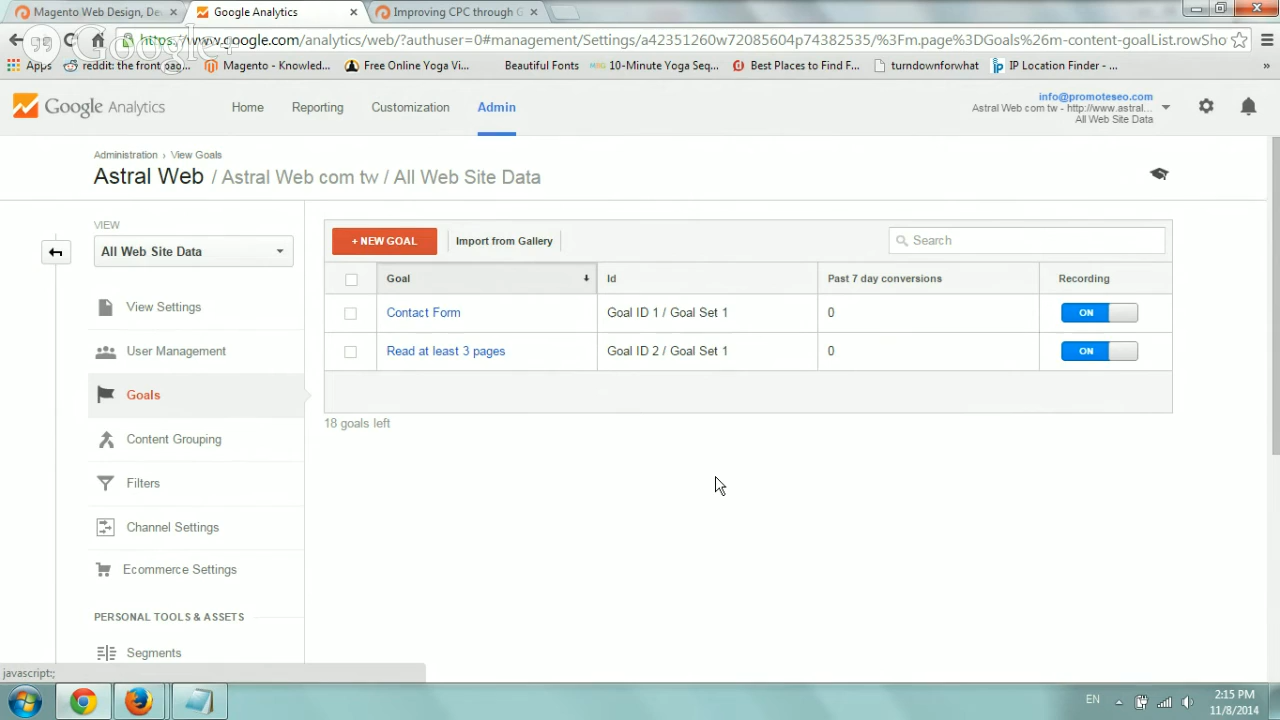 Magento Web Design, De
Google Analytics
Improving CPC through G
Google+
https://www.google.com/analytics/web/?authuser=0#management/Settings/a42351260w72085604p74382535/%3Fm.page%3DGoals%26m-content-goalList.rowSho
Apps
reddit: the front pag...
Magento - Knowled...
Free Online Yoga Vi...
Beautiful Fonts
10-Minute Yoga Seq...
Best Places to Find F...
turndownforwhat
IP Location Finder - ...
»
Google Analytics
Home
Reporting
Customization
Admin
info@promoteseo.com
Astral Web com tw - http://www.astral...
All Web Site Data
Administration › View Goals
Astral Web / Astral Web com tw / All Web Site Data
VIEW
All Web Site Data
View Settings
User Management
Goals
Content Grouping
Filters
Channel Settings
Ecommerce Settings
PERSONAL TOOLS & ASSETS
Segments
+ NEW GOAL
Import from Gallery
Search
Goal
Id
Past 7 day conversions
Recording
Contact Form
Goal ID 1 / Goal Set 1
0
ON
Read at least 3 pages
Goal ID 2 / Goal Set 1
0
ON
18 goals left
javascript:;
EN
2:15 PM
11/8/2014